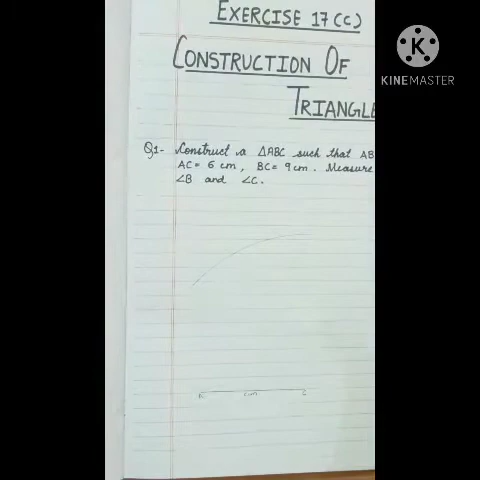 EXERCISE 17 (C)
CONSTRUCTION OF
TRIANGLE
Q1- Construct a ΔABC such that AB
AC = 6 cm, BC = 9 cm. Measure
∠B and ∠C.
KINEMASTER